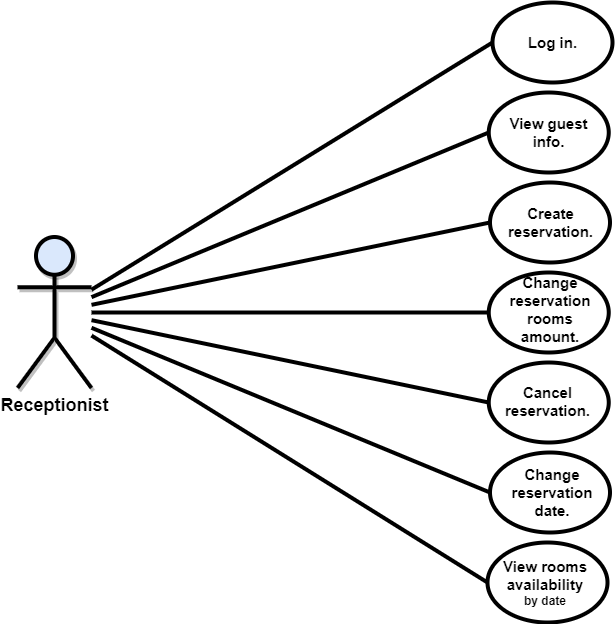 Log in.
View guest
info.
Create
reservation.
Change
reservation
rooms
amount.
Receptionist
Cancel
reservation.
Change
reservation
date.
View rooms
availability
by date